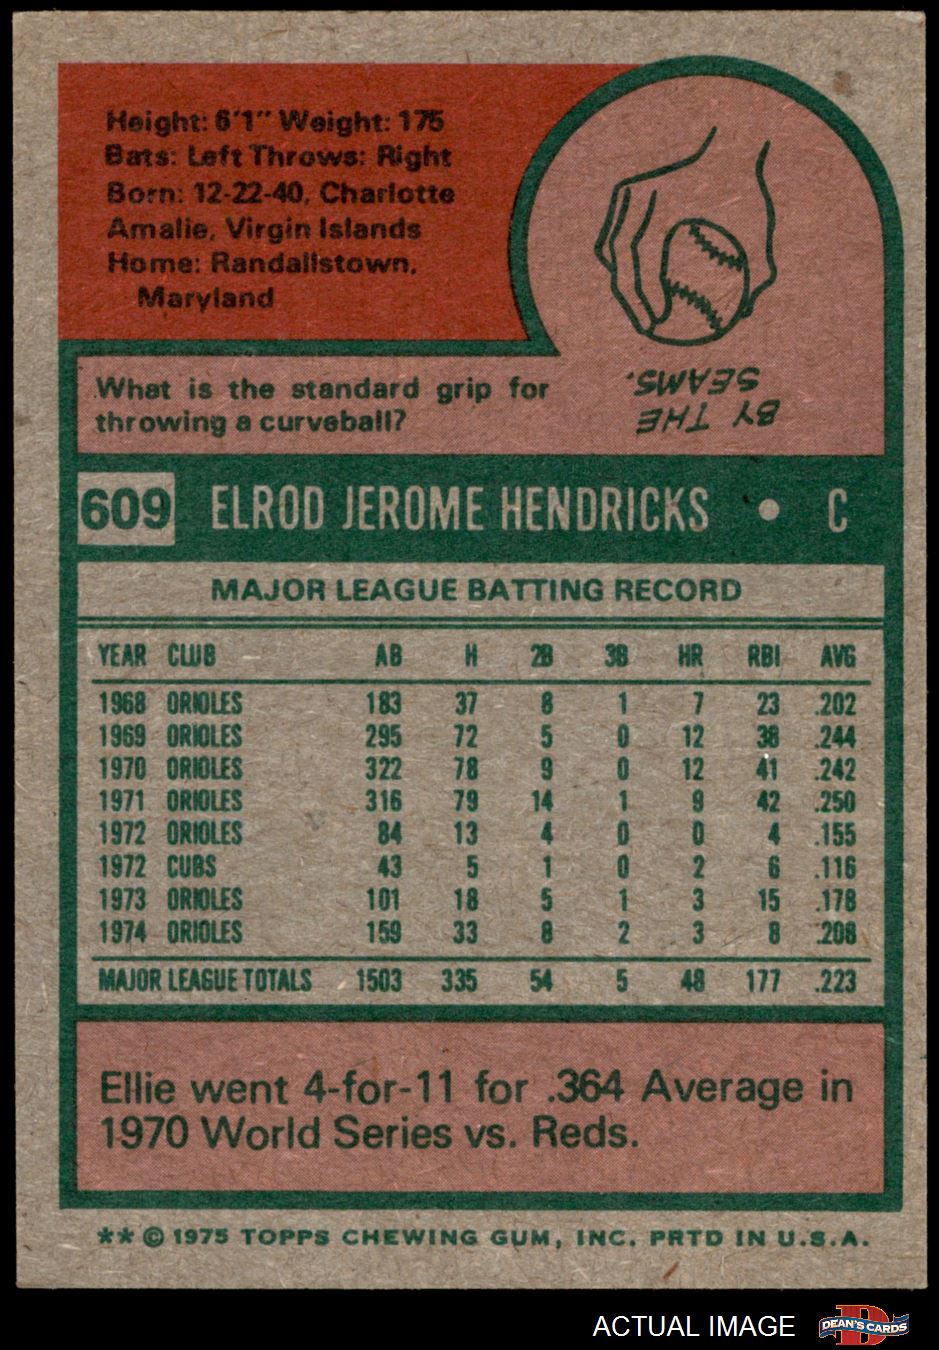 Height: 6'1" Weight: 175
Bats: Left Throws: Right
Born: 12-22-40, Charlotte
Amalie, Virgin Islands
Home: Randallstown,
Maryland
What is the standard grip for
throwing a curveball?
BY THE
SEAMS.
609 ELROD JEROME HENDRICKS • C
MAJOR LEAGUE BATTING RECORD
YEAR CLUB AB H 2B 3B HR RBI AVG
1968 ORIOLES 183 37 8 1 7 23 .202
1969 ORIOLES 295 72 5 0 12 38 .244
1970 ORIOLES 322 78 9 0 12 41 .242
1971 ORIOLES 316 79 14 1 9 42 .250
1972 ORIOLES 84 13 4 0 0 4 .155
1972 CUBS 43 5 1 0 2 6 .116
1973 ORIOLES 101 18 5 1 3 15 .178
1974 ORIOLES 159 33 8 2 3 8 .208
MAJOR LEAGUE TOTALS 1503 335 54 5 48 177 .223
Ellie went 4-for-11 for .364 Average in
1970 World Series vs. Reds.
** © 1975 TOPPS CHEWING GUM, INC. PRTD IN U.S.A.
ACTUAL IMAGE
D
DEAN'S CARDS